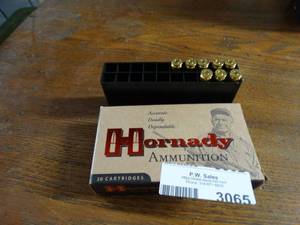 Accurate
Deadly
Dependable
Hornady
AMMUNITION
20 CARTRIDGES
P.W. Sales
3065